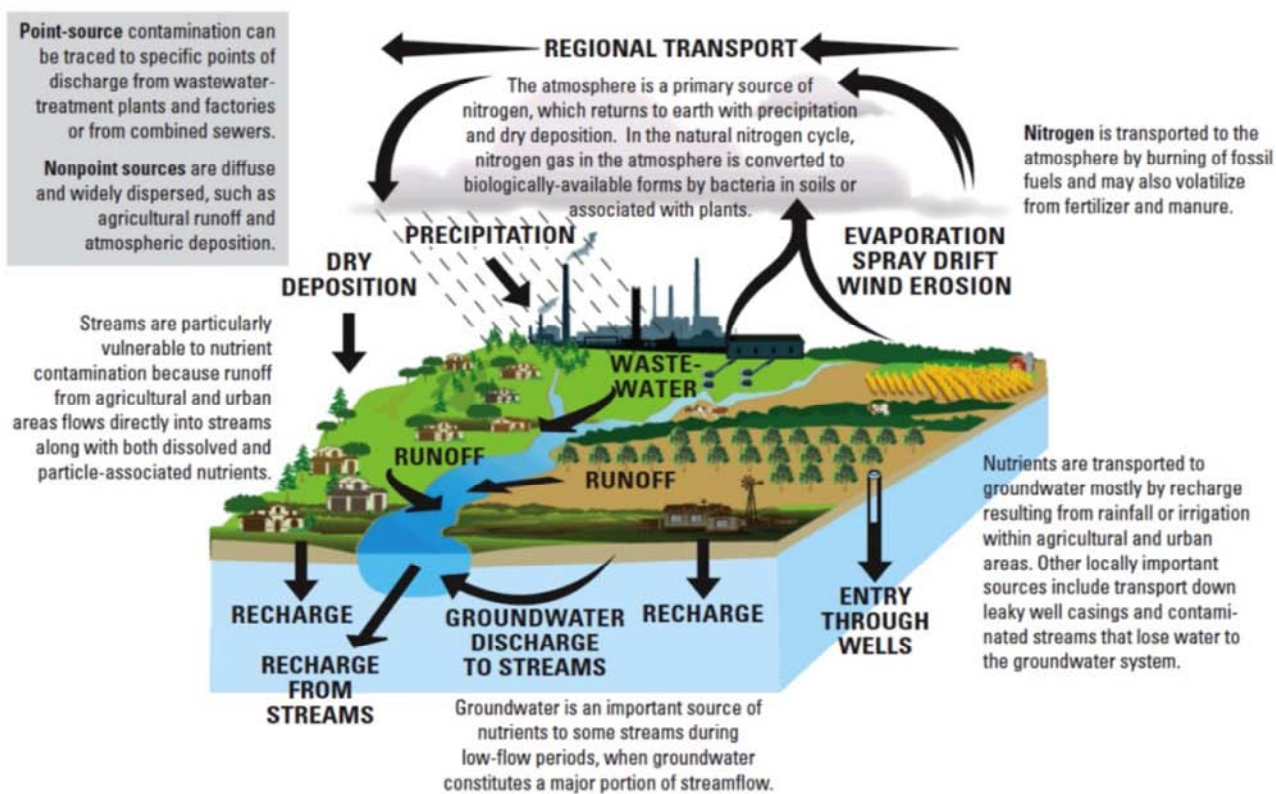 Point-source contamination can
be traced to specific points of
discharge from wastewater-
treatment plants and factories
or from combined sewers.
Nonpoint sources are diffuse
and widely dispersed, such as
agricultural runoff and
atmospheric deposition.
REGIONAL TRANSPORT
The atmosphere is a primary source of
nitrogen, which returns to earth with precipitation
and dry deposition. In the natural nitrogen cycle,
nitrogen gas in the atmosphere is converted to
biologically-available forms by bacteria in soils or
associated with plants.
Nitrogen is transported to the
atmosphere by burning of fossil
fuels and may also volatilize
from fertilizer and manure.
PRECIPITATION
EVAPORATION
SPRAY DRIFT
WIND EROSION
DRY
DEPOSITION
Streams are particularly
vulnerable to nutrient
contamination because runoff
from agricultural and urban
areas flows directly into streams
along with both dissolved and
particle-associated nutrients.
WASTE-
WATER
RUNOFF
RUNOFF
Nutrients are transported to
groundwater mostly by recharge
resulting from rainfall or irrigation
within agricultural and urban
areas. Other locally important
sources include transport down
leaky well casings and contami-
nated streams that lose water to
the groundwater system.
RECHARGE
RECHARGE
FROM
STREAMS
GROUNDWATER
DISCHARGE
TO STREAMS
RECHARGE
ENTRY
THROUGH
WELLS
Groundwater is an important source of
nutrients to some streams during
low-flow periods, when groundwater
constitutes a major portion of streamflow.